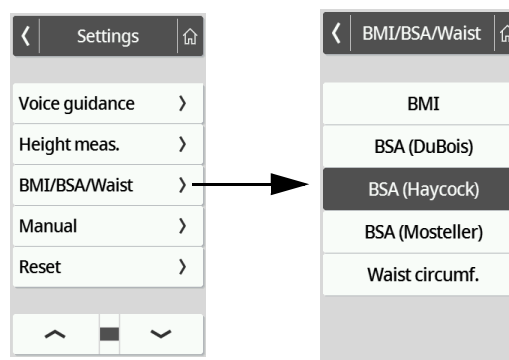 Settings
Voice guidance
Height meas.
BMI/BSA/Waist
Manual
Reset
BMI/BSA/Waist
BMI
BSA (DuBois)
BSA (Haycock)
BSA (Mosteller)
Waist circumf.